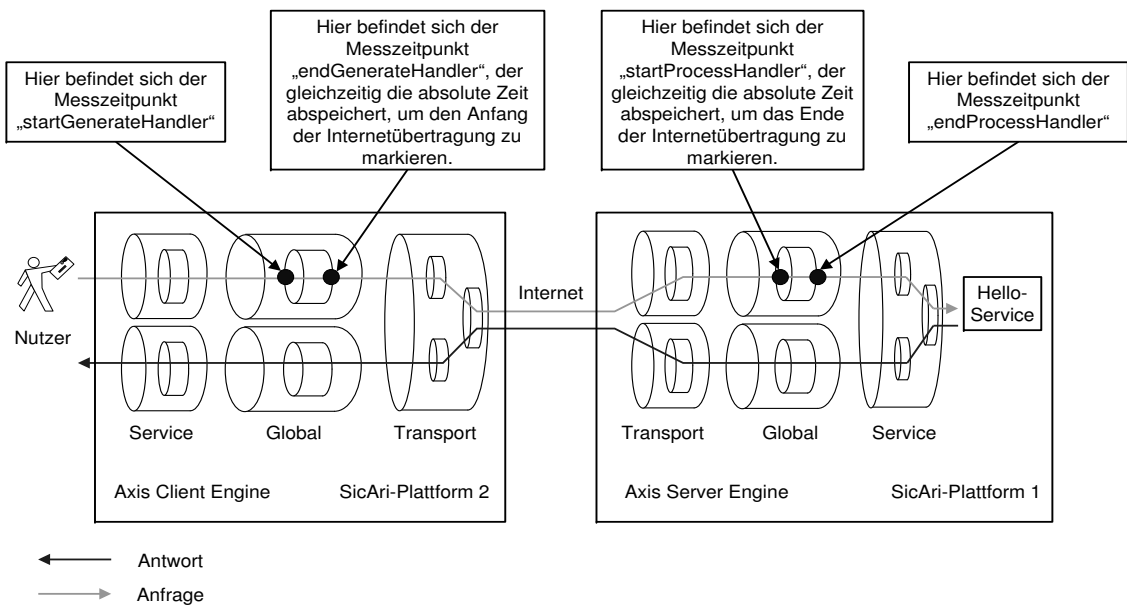 Hier befindet sich der
Messzeitpunkt
„startGenerateHandler“
Hier befindet sich der
Messzeitpunkt
„endGenerateHandler“, der
gleichzeitig die absolute Zeit
abspeichert, um den Anfang
der Internetübertragung zu
markieren.
Hier befindet sich der
Messzeitpunkt
„startProcessHandler“, der
gleichzeitig die absolute Zeit
abspeichert, um das Ende
der Internetübertragung zu
markieren.
Hier befindet sich der
Messzeitpunkt
„endProcessHandler“
Nutzer
Internet
Hello-
Service
Service
Global
Transport
Transport
Global
Service
Axis Client Engine
SicAri-Plattform 2
Axis Server Engine
SicAri-Plattform 1
Antwort
Anfrage